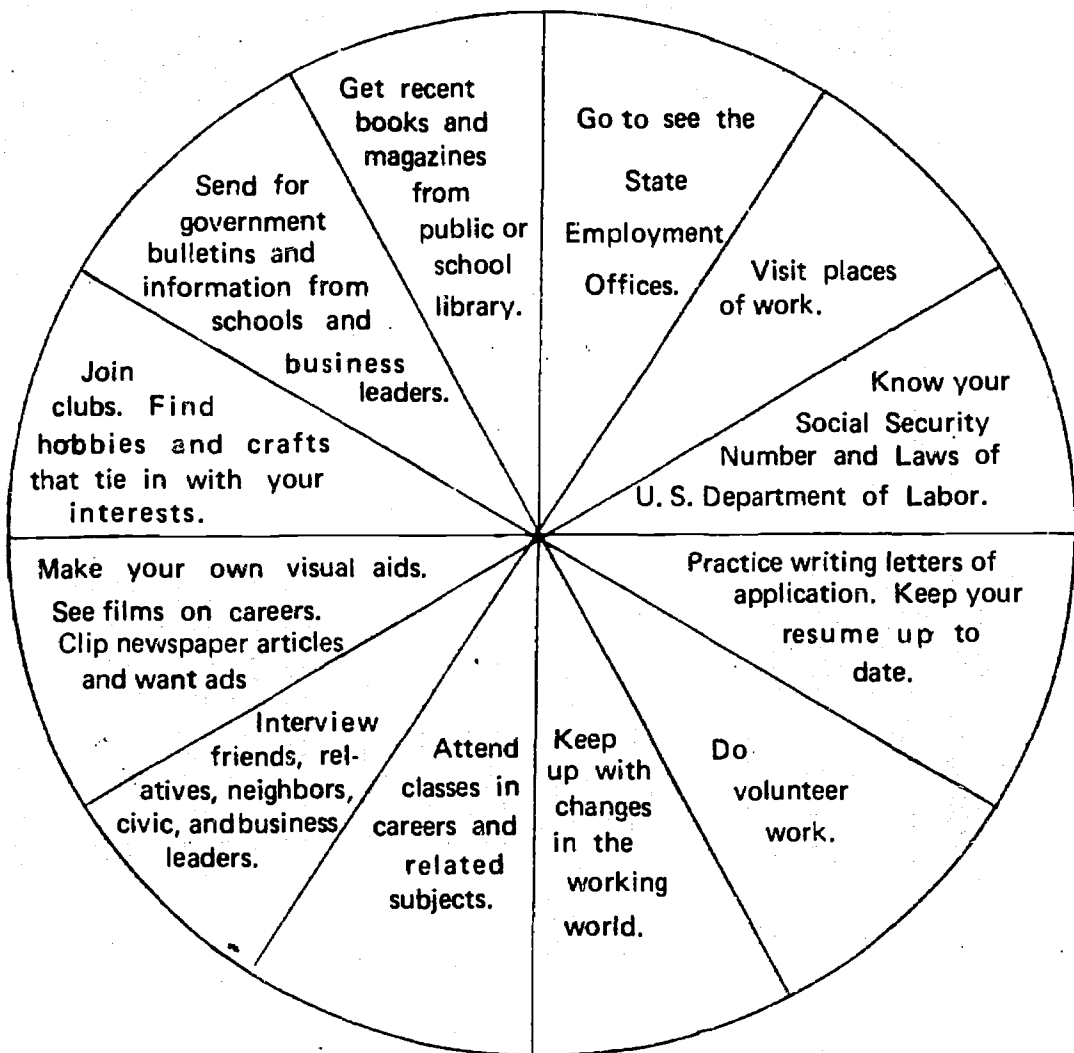 Get recent
books and
magazines
from
public or
school
library.
Go to see the
State
Employment
Offices.
Visit places
of work.
Know your
Social Security
Number and Laws of
U. S. Department of Labor.
Practice writing letters of
application. Keep your
resume up to
date.
Do
volunteer
work.
Keep
up with
changes
in the
working
world.
Attend
classes in
careers and
related
subjects.
Interview
friends, rel-
atives, neighbors,
civic, and business
leaders.
Make your own visual aids.
See films on careers.
Clip newspaper articles
and want ads
Join
clubs. Find
hobbies and crafts
that tie in with your
interests.
Send for
government
bulletins and
information from
schools and
business
leaders.